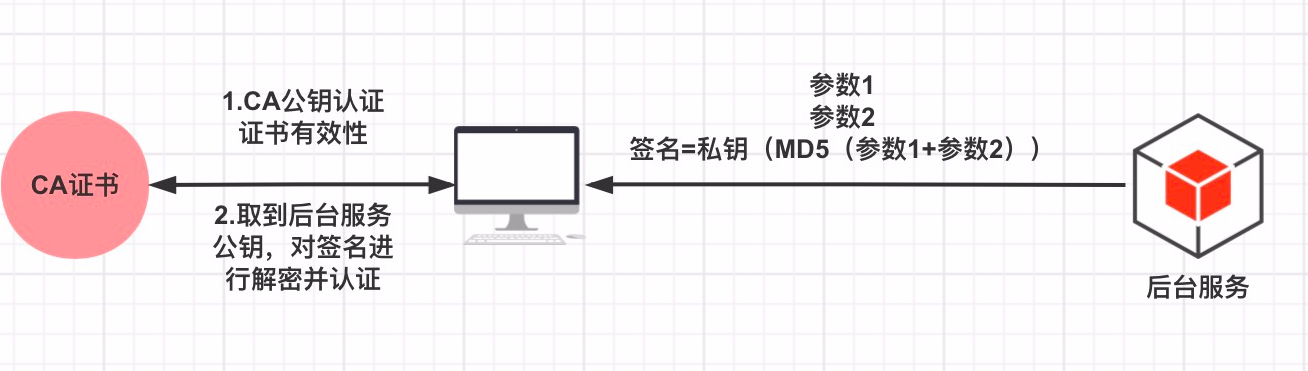 CA证书
1.CA公钥认证
证书有效性
2.取到后台服务
公钥，对签名进
行解密并认证
参数1
参数2
签名=私钥（MD5（参数1+参数2））
后台服务